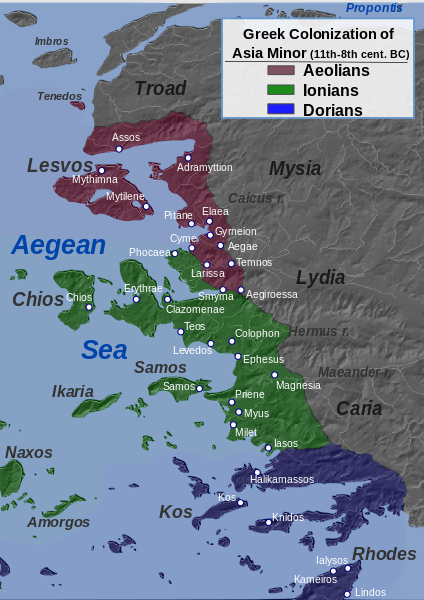 Propontis
Greek Colonization of
Asia Minor (11th-8th cent. BC)
Aeolians
Ionians
Dorians
Imbros
Troad
Tenedos
Assos
Lesvos
Mythimna
Adramyttion
Mysia
Mytilene
Caicus r.
Pitane
Elaea
Gyrneion
Aegean
Cyme
Aegae
Phocaea
Temnos
Larissa
Lydia
Erythrae
Smyrna
Aegiroessa
Chios
Chios
Clazomenae
Teos
Hermus r.
Colophon
Sea
Levedos
Ephesus
Samos
Maeander r.
Samos
Magnesia
Ikaria
Priene
Caria
Myus
Milet
Iasos
Naxos
Halikarnassos
Kos
Kos
Amorgos
Knidos
Rhodes
Ialysos
Kameiros
Lindos